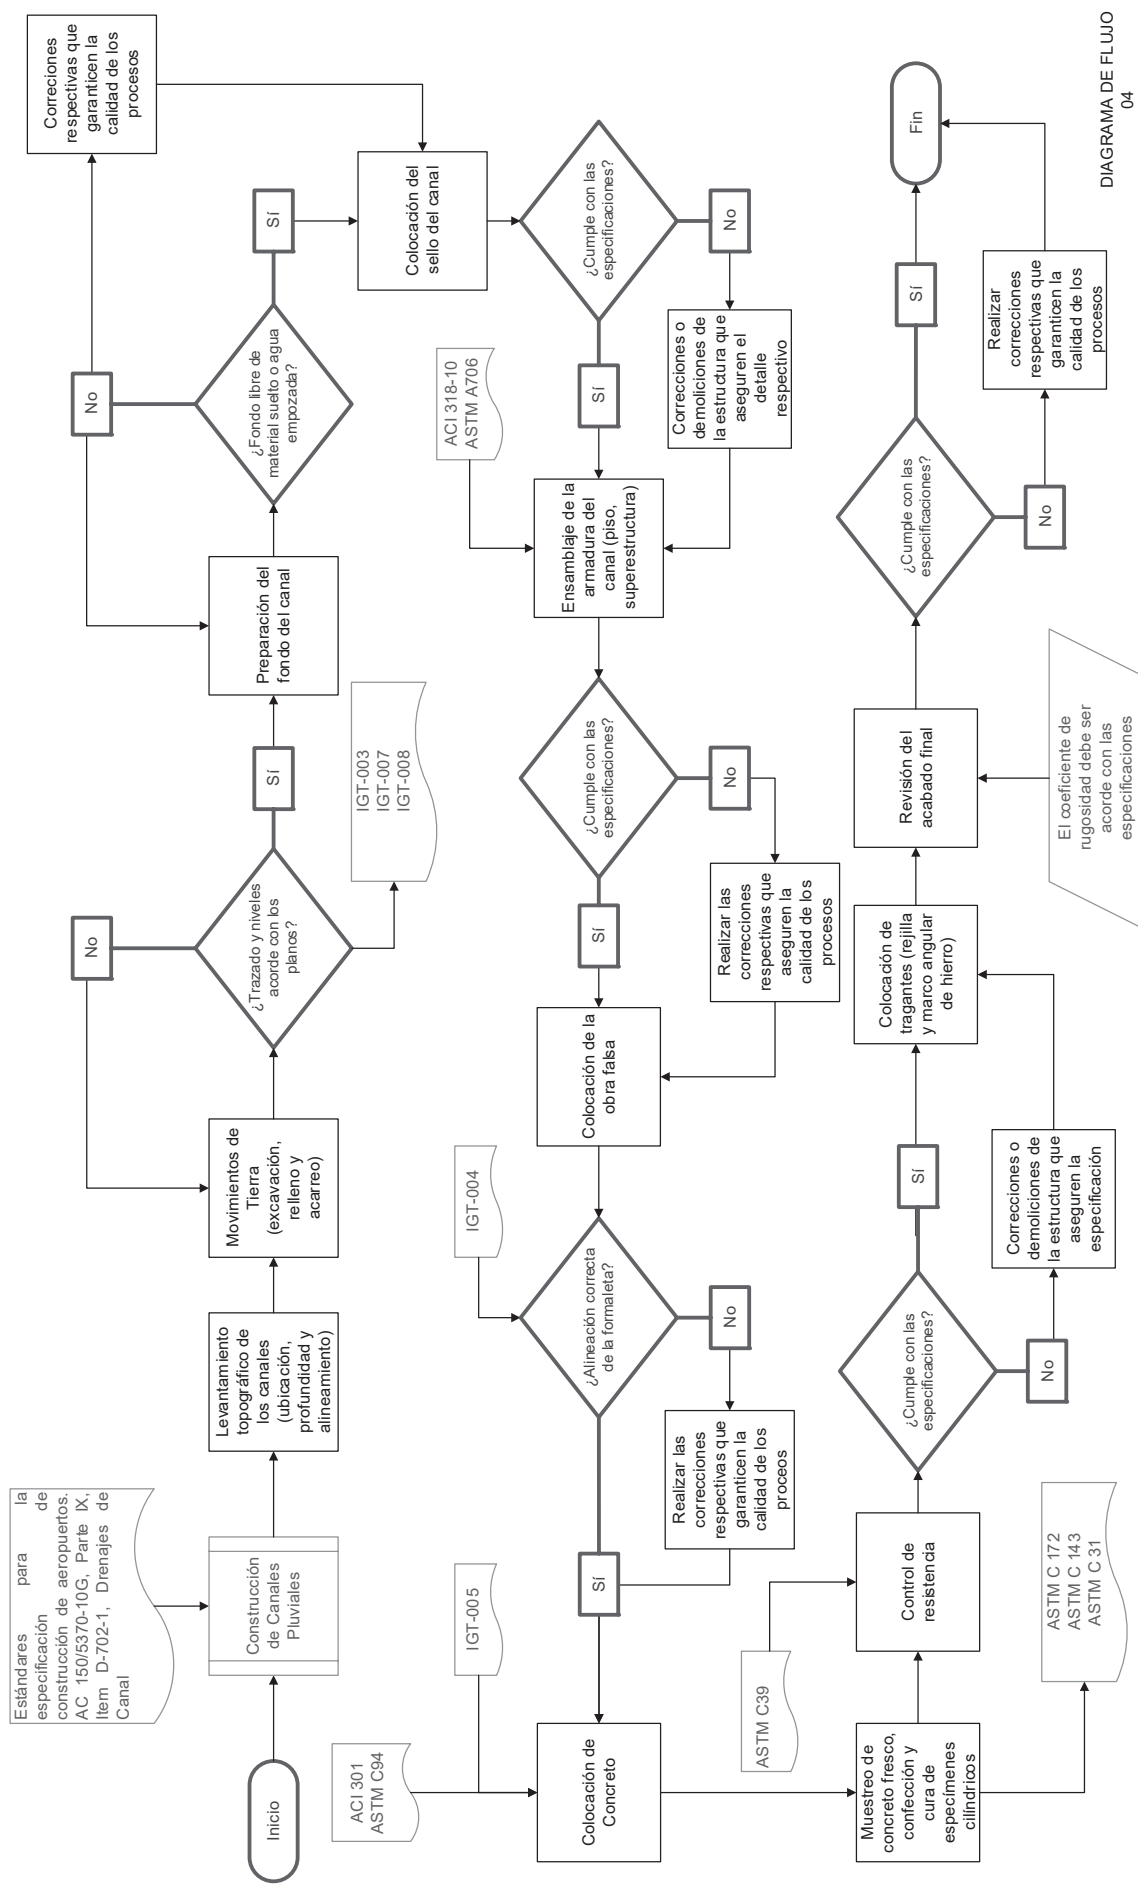 Estándares para la
especificación de
construcción de aeropuertos.
AC 150/5370-10G, Parte IX,
Item D-702-1, Drenajes de
Canal
Inicio
Construcción
de Canales
Pluviales
Levantamiento
topográfico de
los canales
(ubicación,
profundidad y
alineamiento)
Movimientos de
Tierra
(excavación,
relleno y
acarreo)
No
¿Trazado y niveles
acorde con los
planos?
Sí
IGT-003
IGT-007
IGT-008
Preparación del
fondo del canal
No
¿Fondo libre de
material suelto o agua
empozada?
Sí
Correciones
respectivas que
garanticen la
calidad de los
procesos
Colocación del
sello del canal
¿Cumple con las
especificaciones?
No
Sí
Correcciones o
demoliciones de
la estructura que
aseguren el
detalle
respectivo
ACI 318-10
ASTM A706
Ensamblaje de la
armadura del
canal (piso,
superestructura)
¿Cumple con las
especificaciones?
No
Sí
Realizar las
correcciones
respectivas que
aseguren la
calidad de los
procesos
Colocación de la
obra falsa
IGT-004
¿Alineación correcta
de la formaleta?
No
Sí
Realizar las
correcciones
respectivas que
garanticen la
calidad de los
proceos
IGT-005
ACI 301
ASTM C94
Colocación de
Concreto
Muestreo de
concreto fresco,
confección y
cura de
especímenes
cilíndricos
ASTM C39
ASTM C 172
ASTM C 143
ASTM C 31
Control de
resistencia
¿Cumple con las
especificaciones?
No
Sí
Correcciones o
demoliciones de
la estructura que
aseguren la
especificación
Colocación de
tragantes (rejilla
y marco angular
de hierro)
Revisión del
acabado final
El coeficiente de
rugosidad debe ser
acorde con las
especificaciones
¿Cumple con las
especificaciones?
No
Sí
Realizar
correcciones
respectivas que
garanticen la
calidad de los
procesos
Fin
DIAGRAMA DE FLUJO
04